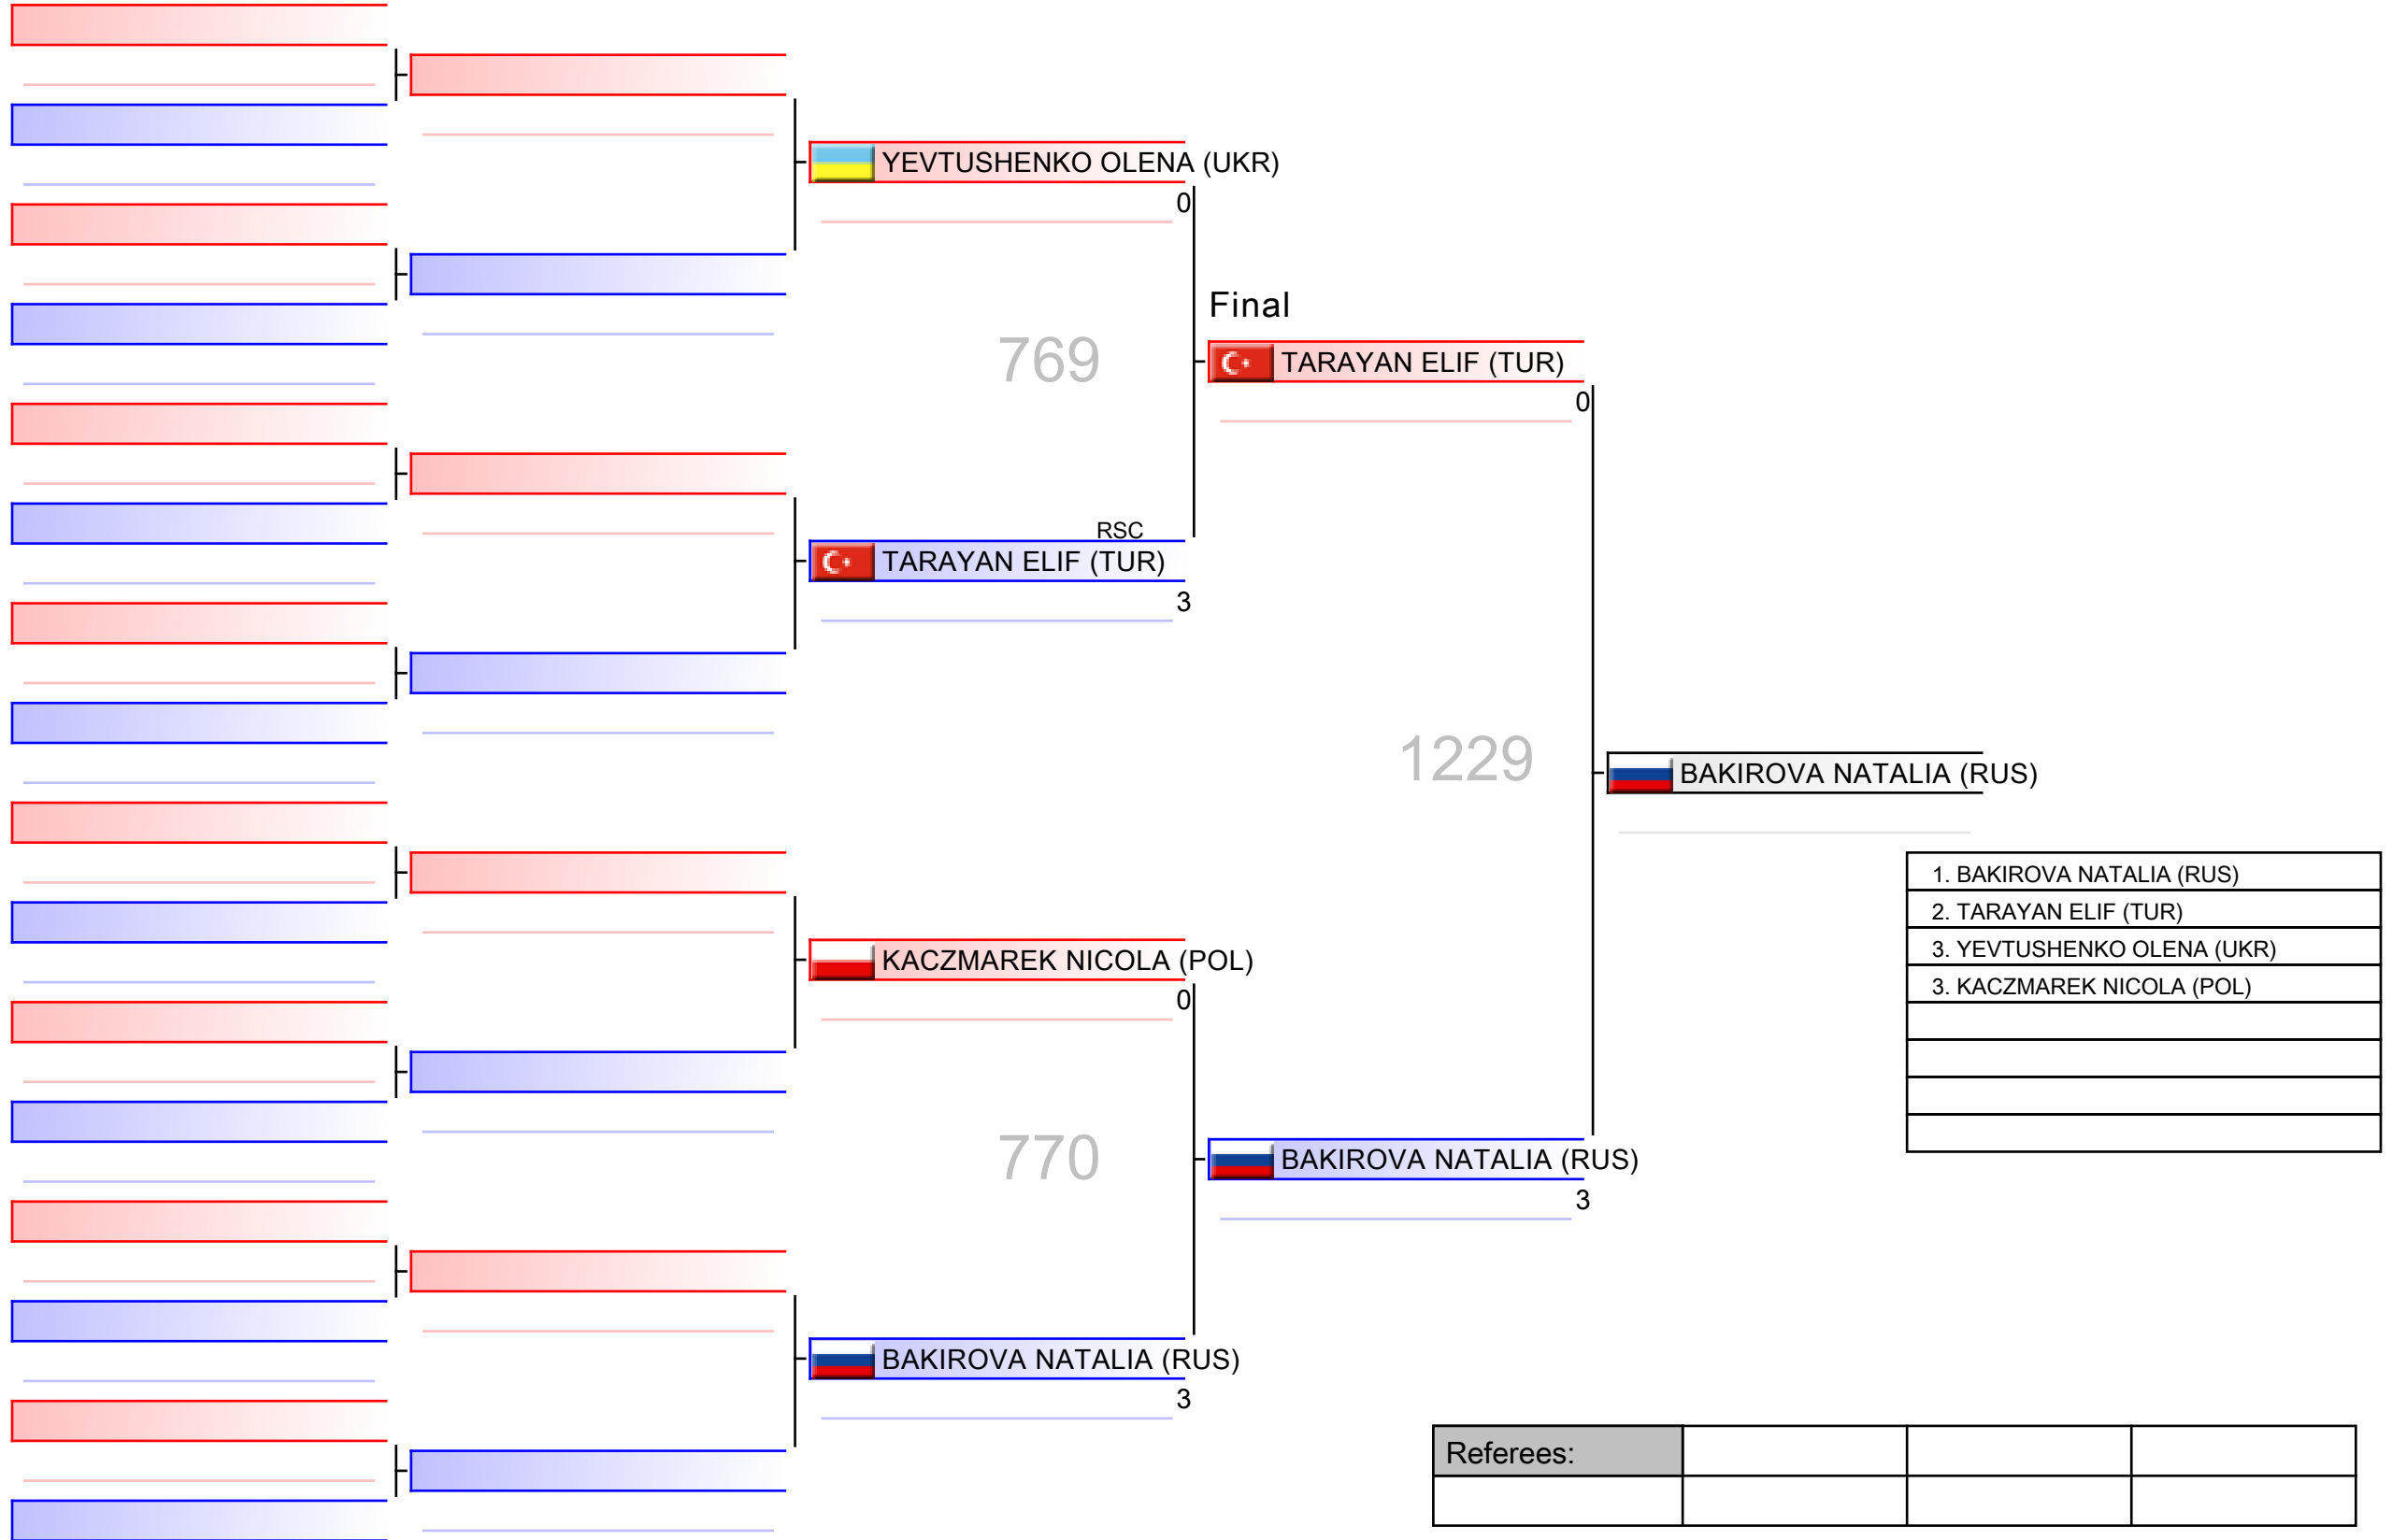 YEVTUSHENKO OLENA (UKR)
0
Final
769
TARAYAN ELIF (TUR)
0
RSC
TARAYAN ELIF (TUR)
3
1229
BAKIROVA NATALIA (RUS)
1. BAKIROVA NATALIA (RUS)
2. TARAYAN ELIF (TUR)
3. YEVTUSHENKO OLENA (UKR)
3. KACZMAREK NICOLA (POL)
KACZMAREK NICOLA (POL)
0
770
BAKIROVA NATALIA (RUS)
3
BAKIROVA NATALIA (RUS)
3
Referees: